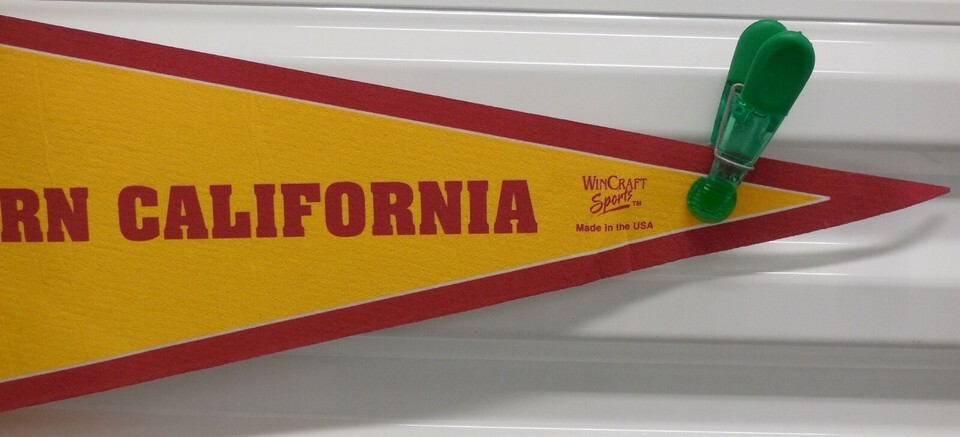 RN CALIFORNIA
WINCRAFT
Sports TM
Made in the USA